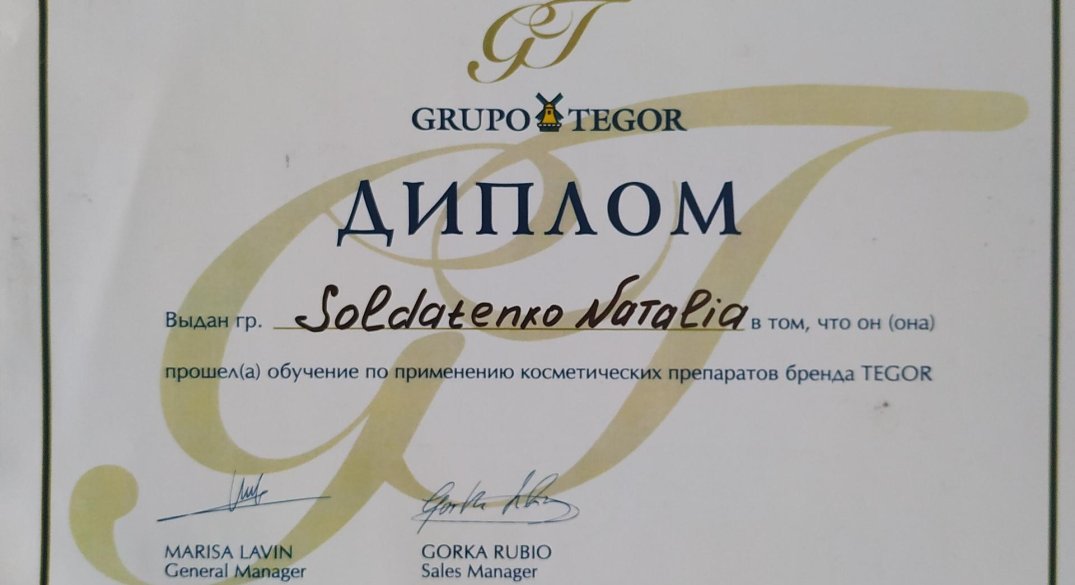 GT
GRUPO TEGOR
ДИПЛОМ
Выдан гр. Soldatenko Natalia в том, что он (она)
прошел(а) обучение по применению косметических препаратов бренда TEGOR
MARISA LAVIN GORKA RUBIO
General Manager Sales Manager